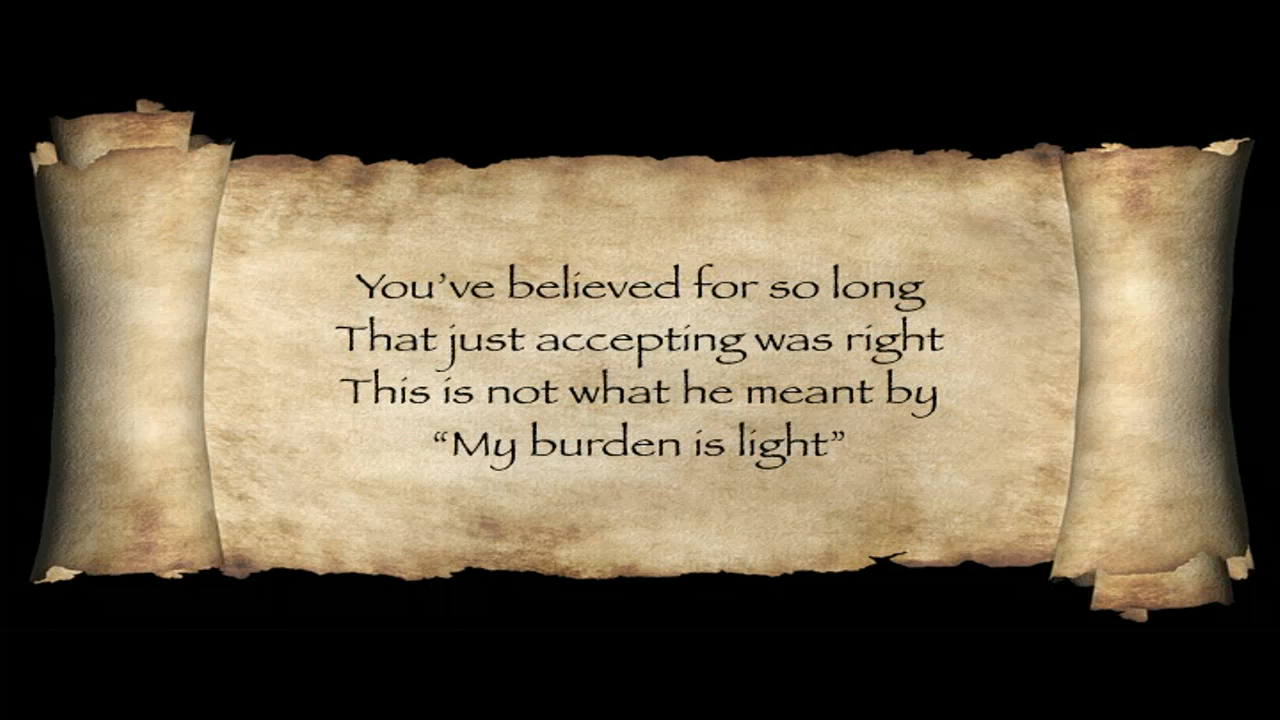 You’ve believed for so long
That just accepting was right
This is not what he meant by
“My burden is light”